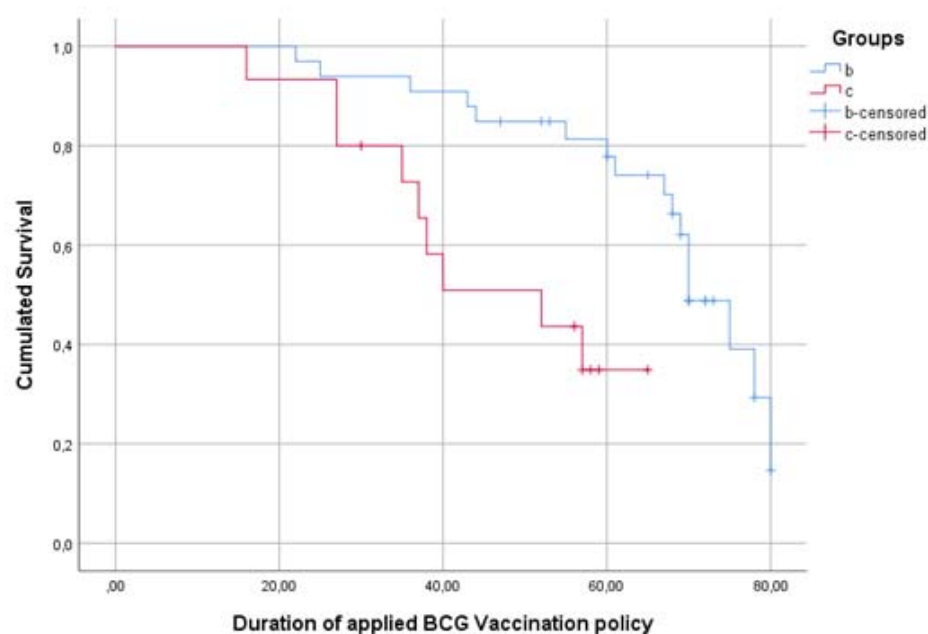 Groups
b
c
b-censored
c-censored
Cumulated Survival
1,0
0,8
0,6
0,4
0,2
0,0
,00
20,00
40,00
60,00
80,00
Duration of applied BCG Vaccination policy